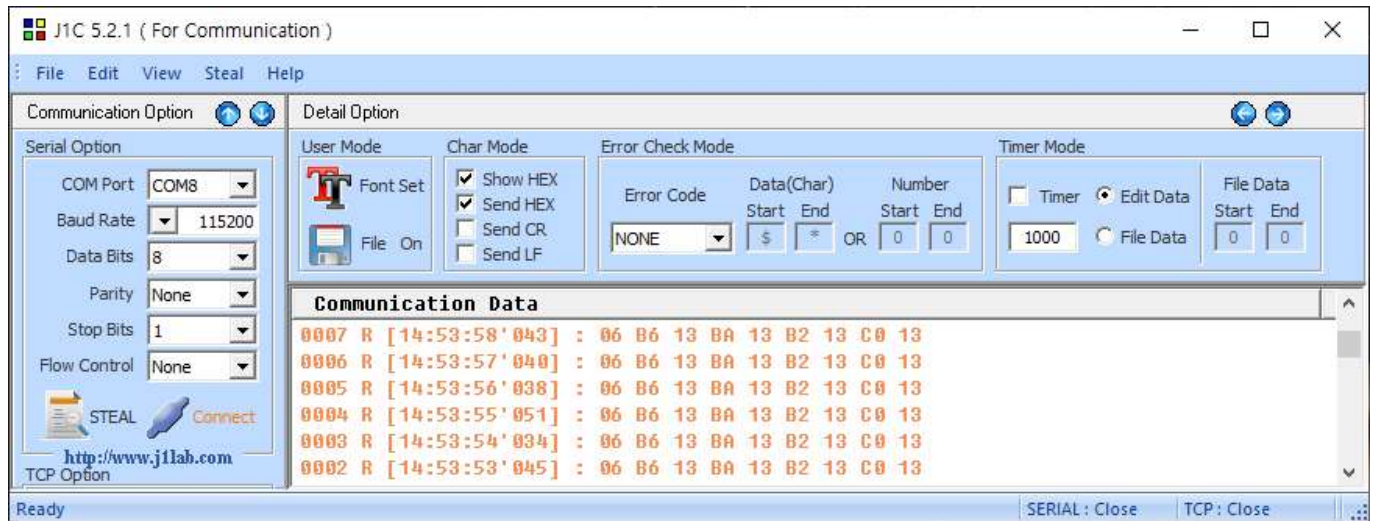 J1C 5.2.1 ( For Communication )
File Edit View Steal Help
Communication Option
Serial Option
COM Port COM8
Baud Rate 115200
Data Bits 8
Parity None
Stop Bits 1
Flow Control None
STEAL Connect
http://www.j1lab.com
TCP Option
Detail Option
User Mode
Font Set
File On
Char Mode
Show HEX
Send HEX
Send CR
Send LF
Error Check Mode
Error Code Data(Char) Number
Start End Start End
NONE $ * OR 0 0
Timer Mode
Timer Edit Data
1000 File Data
File Data
Start End
0 0
Communication Data
0007 R [14:53:58'043] : 06 B6 13 BA 13 B2 13 C0 13
0006 R [14:53:57'040] : 06 B6 13 BA 13 B2 13 C0 13
0005 R [14:53:56'038] : 06 B6 13 BA 13 B2 13 C0 13
0004 R [14:53:55'051] : 06 B6 13 BA 13 B2 13 C0 13
0003 R [14:53:54'034] : 06 B6 13 BA 13 B2 13 C0 13
0002 R [14:53:53'045] : 06 B6 13 BA 13 B2 13 C0 13
Ready SERIAL : Close TCP : Close